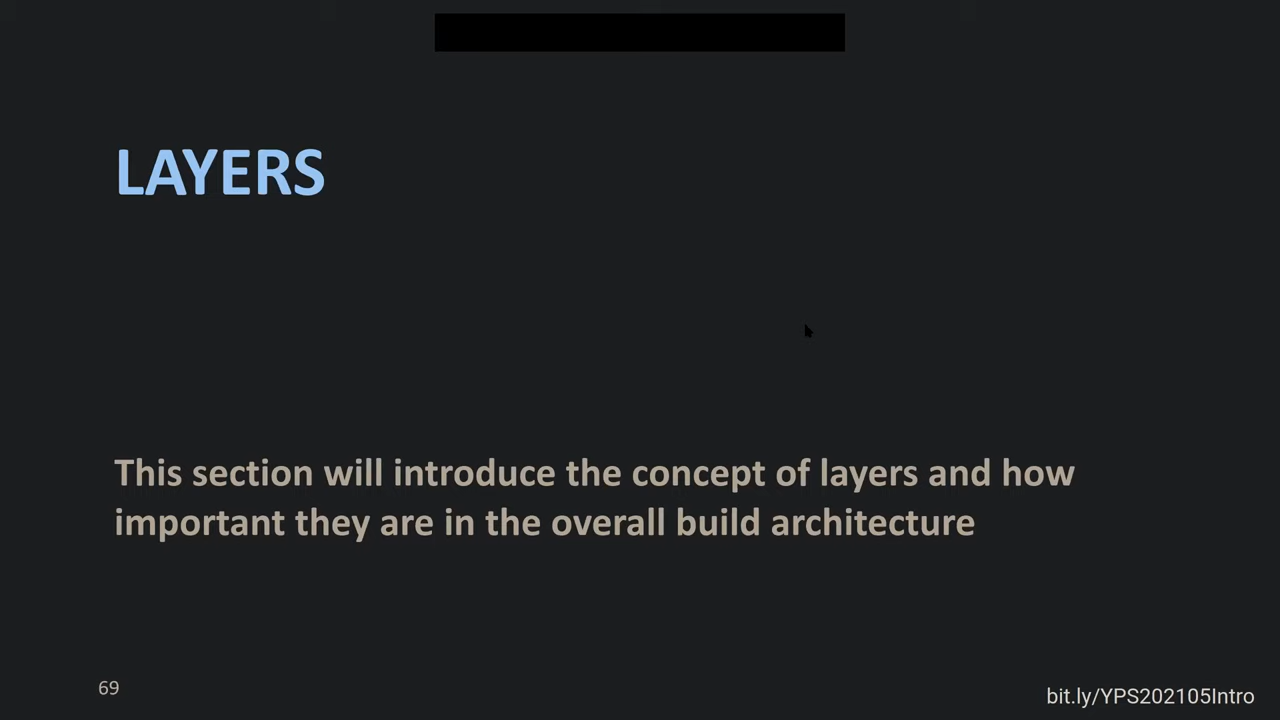 LAYERS
This section will introduce the concept of layers and how
important they are in the overall build architecture
69
bit.ly/YPS202105Intro